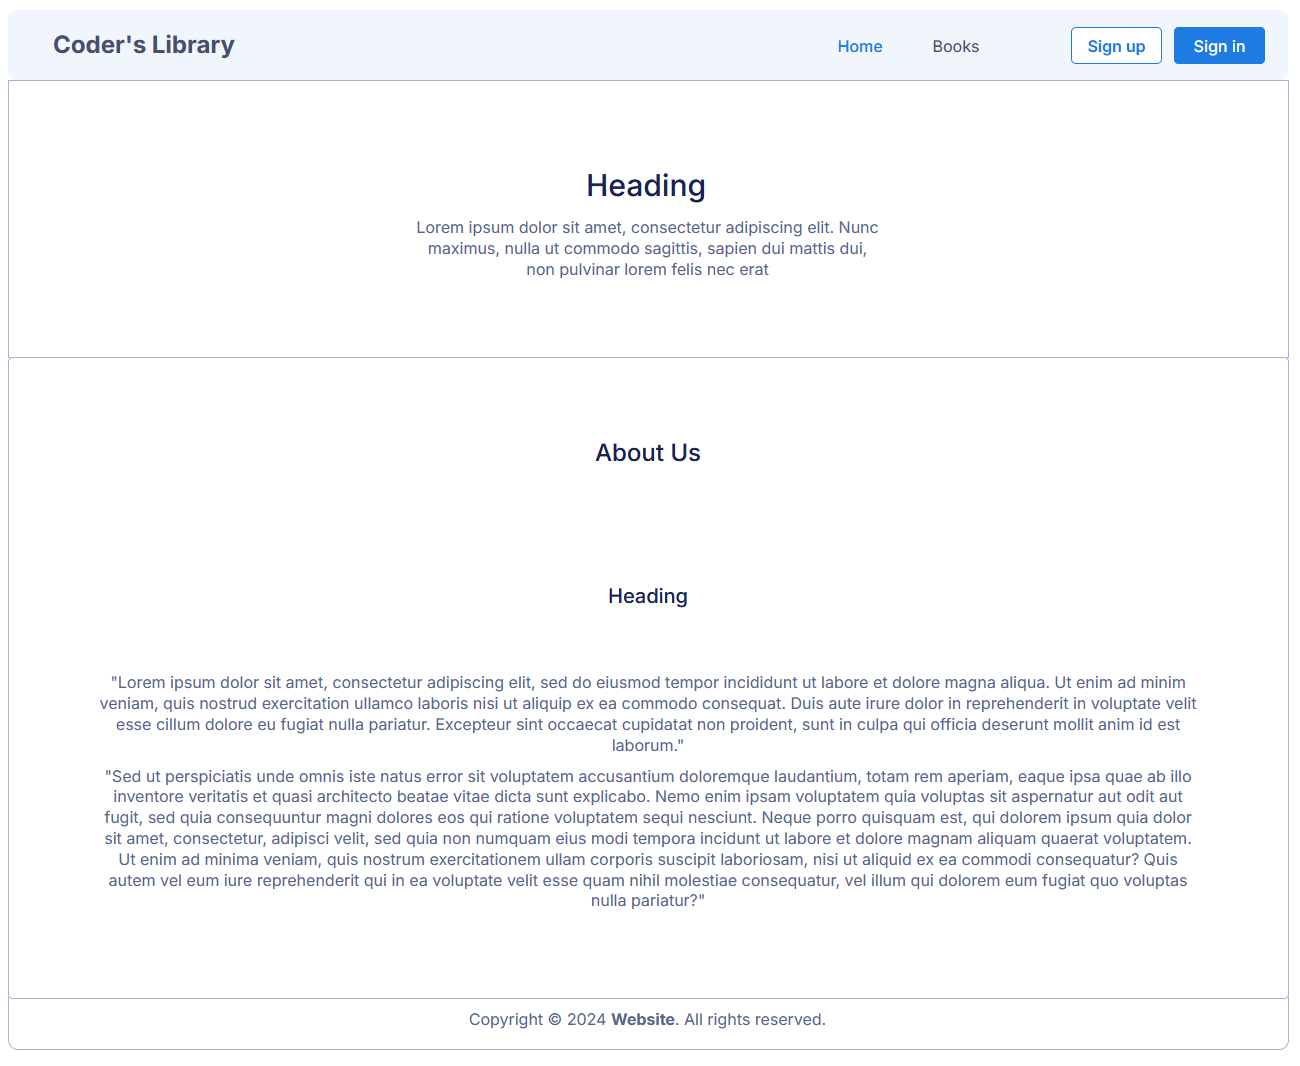 Coder's Library
Home
Books
Sign up
Sign in
Heading
Lorem ipsum dolor sit amet, consectetur adipiscing elit. Nunc
maximus, nulla ut commodo sagittis, sapien dui mattis dui,
non pulvinar lorem felis nec erat
About Us
Heading
"Lorem ipsum dolor sit amet, consectetur adipiscing elit, sed do eiusmod tempor incididunt ut labore et dolore magna aliqua. Ut enim ad minim
veniam, quis nostrud exercitation ullamco laboris nisi ut aliquip ex ea commodo consequat. Duis aute irure dolor in reprehenderit in voluptate velit
esse cillum dolore eu fugiat nulla pariatur. Excepteur sint occaecat cupidatat non proident, sunt in culpa qui officia deserunt mollit anim id est
laborum."
"Sed ut perspiciatis unde omnis iste natus error sit voluptatem accusantium doloremque laudantium, totam rem aperiam, eaque ipsa quae ab illo
inventore veritatis et quasi architecto beatae vitae dicta sunt explicabo. Nemo enim ipsam voluptatem quia voluptas sit aspernatur aut odit aut
fugit, sed quia consequuntur magni dolores eos qui ratione voluptatem sequi nesciunt. Neque porro quisquam est, qui dolorem ipsum quia dolor
sit amet, consectetur, adipisci velit, sed quia non numquam eius modi tempora incidunt ut labore et dolore magnam aliquam quaerat voluptatem.
Ut enim ad minima veniam, quis nostrum exercitationem ullam corporis suscipit laboriosam, nisi ut aliquid ex ea commodi consequatur? Quis
autem vel eum iure reprehenderit qui in ea voluptate velit esse quam nihil molestiae consequatur, vel illum qui dolorem eum fugiat quo voluptas
nulla pariatur?"
Copyright © 2024 Website. All rights reserved.